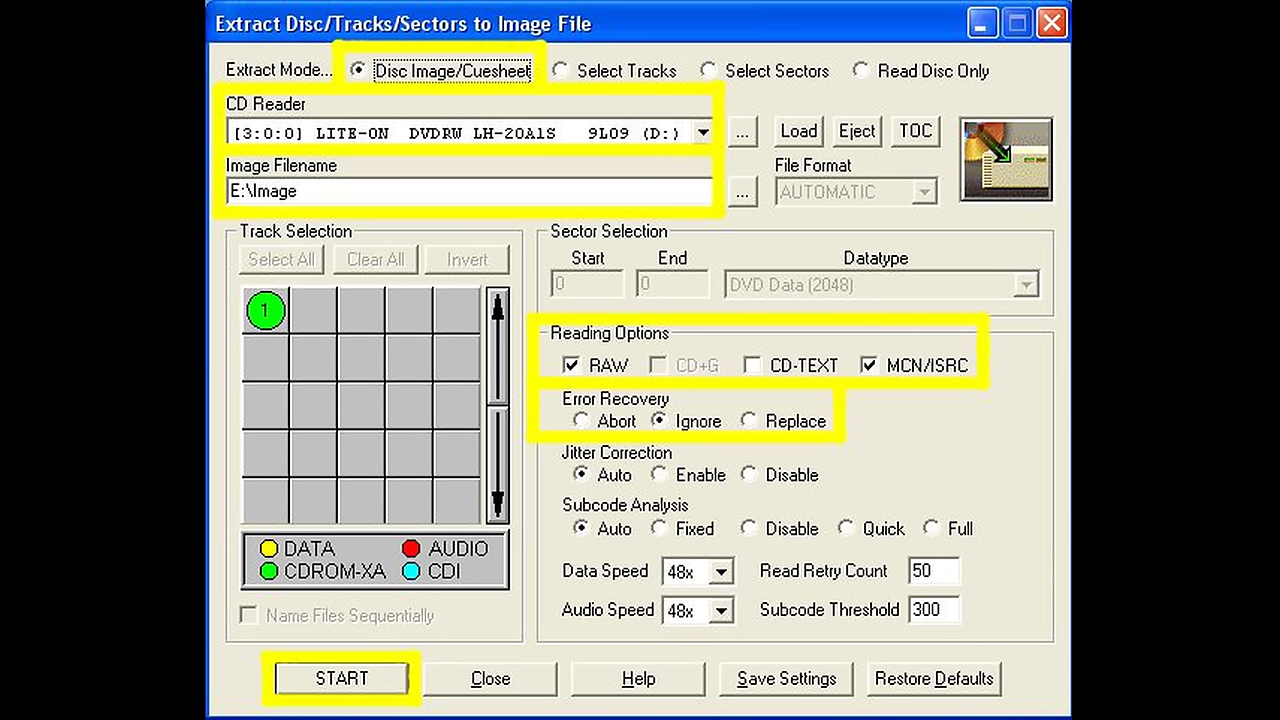 Extract Disc/Tracks/Sectors to Image File
Extract Mode... Disc Image/Cuesheet Select Tracks Select Sectors Read Disc Only
CD Reader
[3:0:0] LITE-ON DVDRW LH-20A1S 9L09 (D:) ... Load Eject TOC
Image Filename File Format
E:\Image ... AUTOMATIC
Track Selection Sector Selection
Select All Clear All Invert Start End Datatype
0 0 DVD Data (2048)
1
Reading Options
RAW CD+G CD-TEXT MCN/ISRC
Error Recovery
Abort Ignore Replace
Jitter Correction
Auto Enable Disable
Subcode Analysis
Auto Fixed Disable Quick Full
DATA AUDIO
CDROM-XA CDI
Data Speed 48x Read Retry Count 50
Audio Speed 48x Subcode Threshold 300
Name Files Sequentially
START Close Help Save Settings Restore Defaults